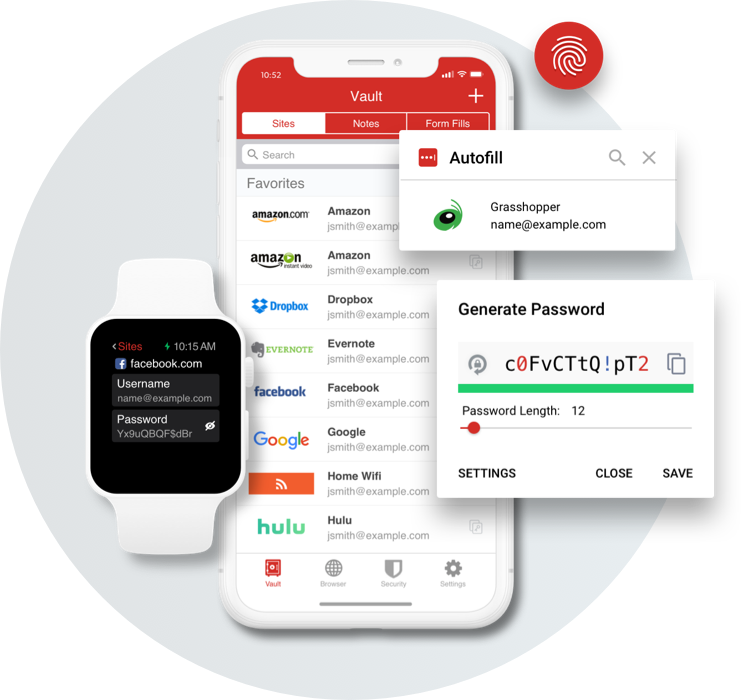 10:52
Vault
Sites Notes Form Fills
Search
Favorites
amazon.com Amazon
jsmith@examp
amazon Amazon
instant video jsmith@example.com
Dropbox Dropbox
jsmith@example.com
EVERNOTE Evernote
jsmith@example.com
facebook Facebook
jsmith@example.com
Google Google
jsmith@example.com
Home Wifi
jsmith@example.com
hulu Hulu
jsmith@example.com
Vault Browser Security Settings
Autofill
Grasshopper
name@example.com
Generate Password
c0FvCTtQ!pT2
Password Length: 12
SETTINGS CLOSE SAVE
Sites 10:15 AM
facebook.com
Username
name@example.com
Password
Yx9uQBQF$dBr